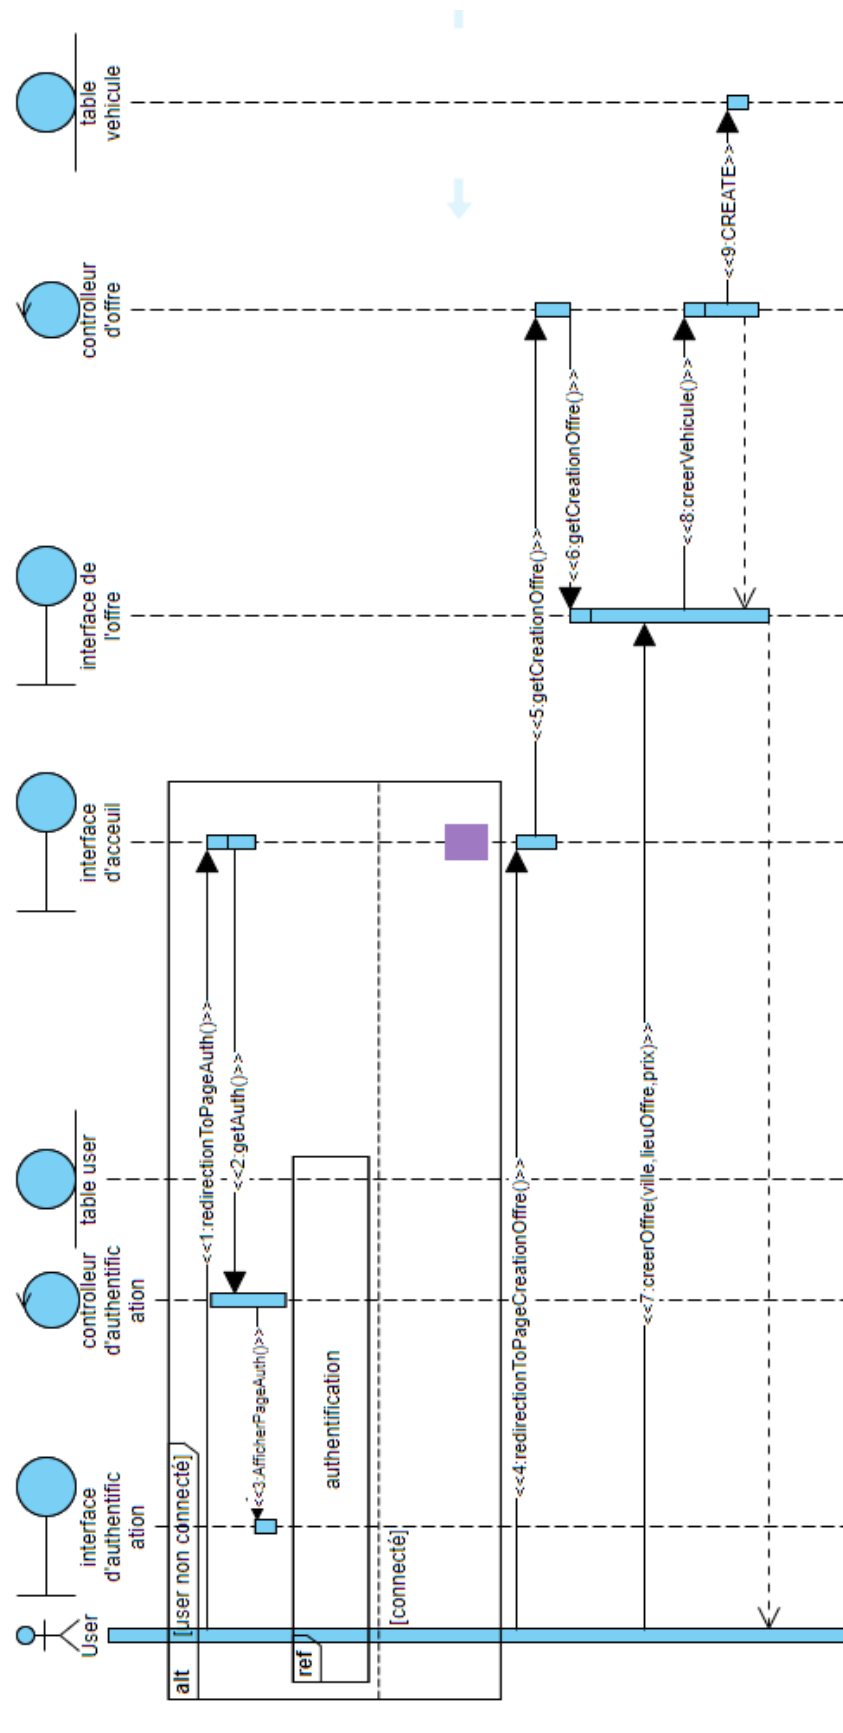 User
interface
d'authentific
ation
controlleur
d'authentific
ation
table user
interface
d'acceuil
interface de
l'offre
controlleur
d'offre
table
vehicule
alt
[user non connecté]
<<1:redirectionToPageAuth()>>
<<2:getAuth()>>
<<3:AfficherPageAuth()>>
ref
authentification
[connecté]
<<4:redirectionToPageCreationOffre()>>
<<5:getCreationOffre()>>
<<6:getCreationOffre()>>
<<7:creerOffre(ville,lieuOffre,prix)>>
<<8:creerVehicule()>>
<<9:CREATE>>